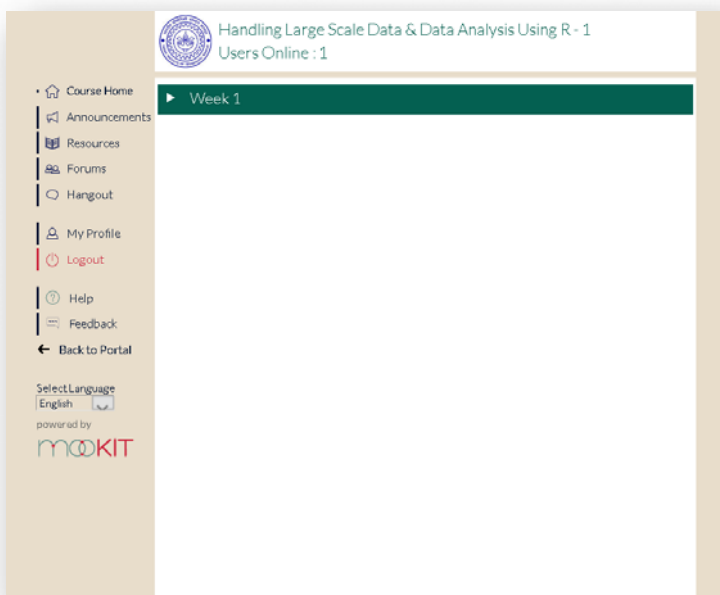 Handling Large Scale Data & Data Analysis Using R - 1
Users Online : 1
Course Home
Announcements
Resources
Forums
Hangout
My Profile
Logout
Help
Feedback
Back to Portal
Select Language
English
powered by
mooKIT
Week 1